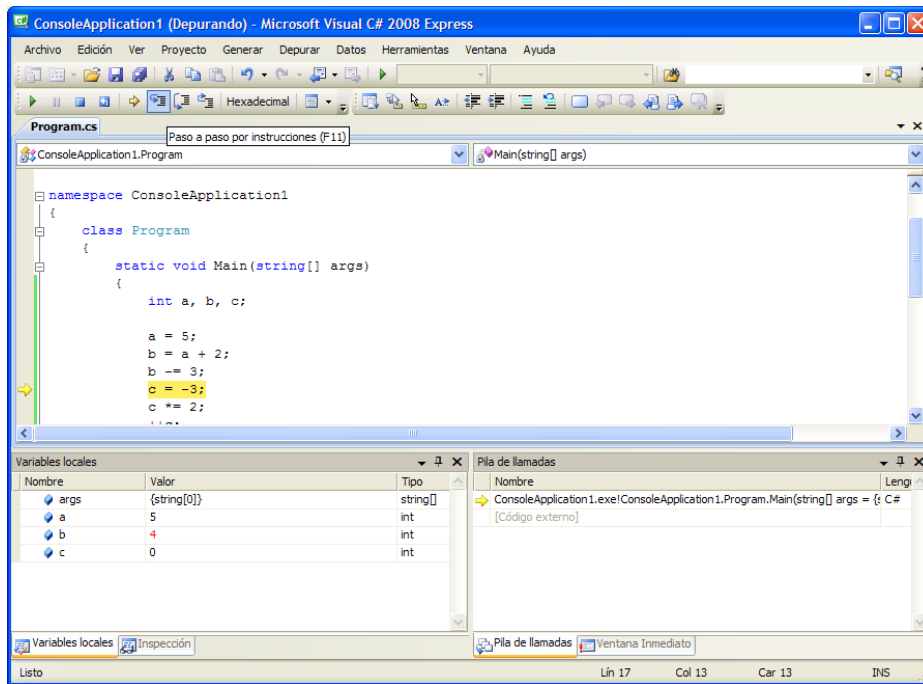 ConsoleApplication1 (Depurando) - Microsoft Visual C# 2008 Express
Archivo Edición Ver Proyecto Generar Depurar Datos Herramientas Ventana Ayuda
Hexadecimal
Program.cs
Paso a paso por instrucciones (F11)
ConsoleApplication1.Program Main(string[] args)
namespace ConsoleApplication1
{
class Program
{
static void Main(string[] args)
{
int a, b, c;
a = 5;
b = a + 2;
b -= 3;
c = -3;
c *= 2;
Variables locales
Nombre Valor Tipo
args {string[0]} string[]
a 5 int
b 4 int
c 0 int
Variables locales Inspección
Pila de llamadas
Nombre Lengu
ConsoleApplication1.exe!ConsoleApplication1.Program.Main(string[] args = {s C#
[Código externo]
Pila de llamadas Ventana Inmediato
Listo Lín 17 Col 13 Car 13 INS